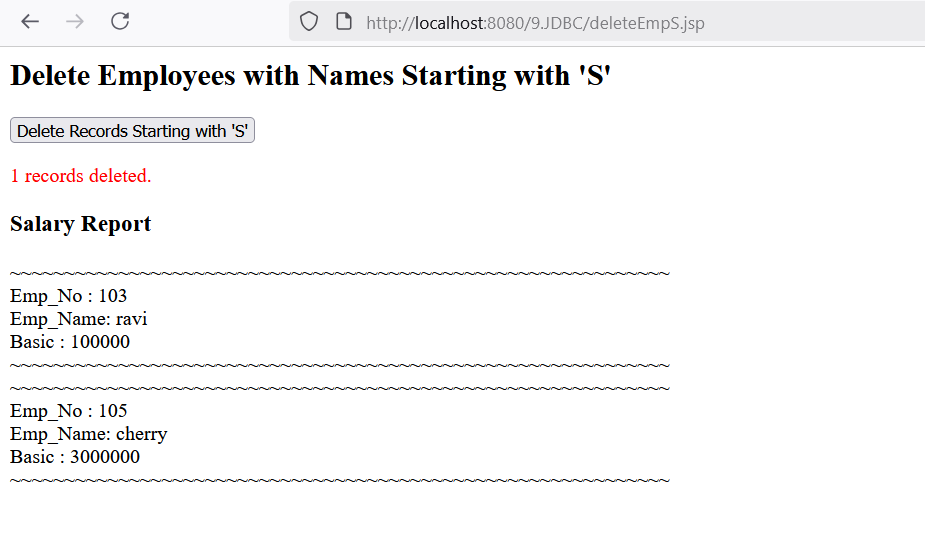 http://localhost:8080/9.JDBC/deleteEmpS.jsp
Delete Employees with Names Starting with 'S'
Delete Records Starting with 'S'
1 records deleted.
Salary Report
~~~~~~~~~~~~~~~~~~~~~~~~~~~~~~~~~~~~~~~~~~~~~~~~~~~~~~~~~~~~~
Emp_No : 103
Emp_Name: ravi
Basic : 100000
~~~~~~~~~~~~~~~~~~~~~~~~~~~~~~~~~~~~~~~~~~~~~~~~~~~~~~~~~~~~~
~~~~~~~~~~~~~~~~~~~~~~~~~~~~~~~~~~~~~~~~~~~~~~~~~~~~~~~~~~~~~
Emp_No : 105
Emp_Name: cherry
Basic : 3000000
~~~~~~~~~~~~~~~~~~~~~~~~~~~~~~~~~~~~~~~~~~~~~~~~~~~~~~~~~~~~~